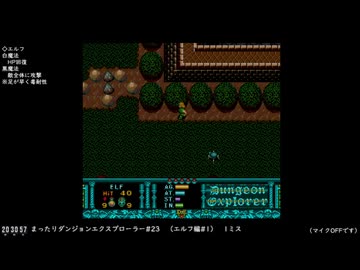 ◇エルフ
白魔法
HP回復
黒魔法
敵全体に攻撃
※足が早く毒耐性
ELF
HIT 40
9 9
AG.
AT.
ST.
IN.
Dungeon
Explorer
203057 まったりダンジョンエクスプローラー#23 (エルフ編#1) 1ミス
(マイクOFFです)